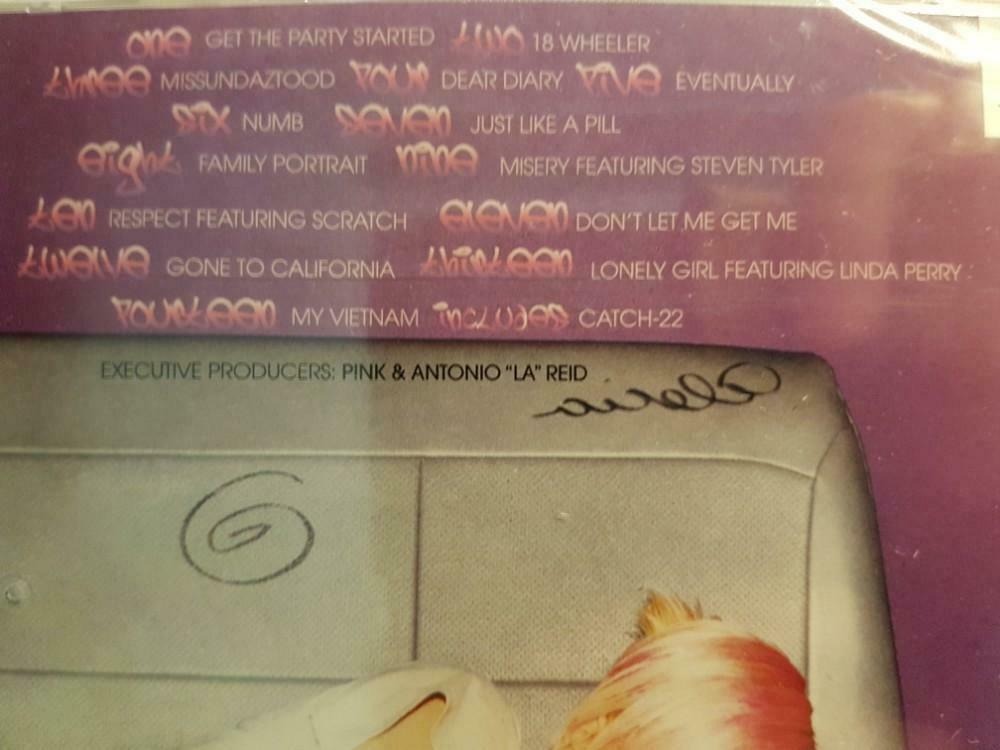 one GET THE PARTY STARTED two 18 WHEELER
three MISSUNDAZTOOD four DEAR DIARY five EVENTUALLY
six NUMB seven JUST LIKE A PILL
eight FAMILY PORTRAIT nine MISERY FEATURING STEVEN TYLER
ten RESPECT FEATURING SCRATCH eleven DON'T LET ME GET ME
twelve GONE TO CALIFORNIA thirteen LONELY GIRL FEATURING LINDA PERRY
fourteen MY VIETNAM includes CATCH-22
EXECUTIVE PRODUCERS: PINK & ANTONIO "LA" REID